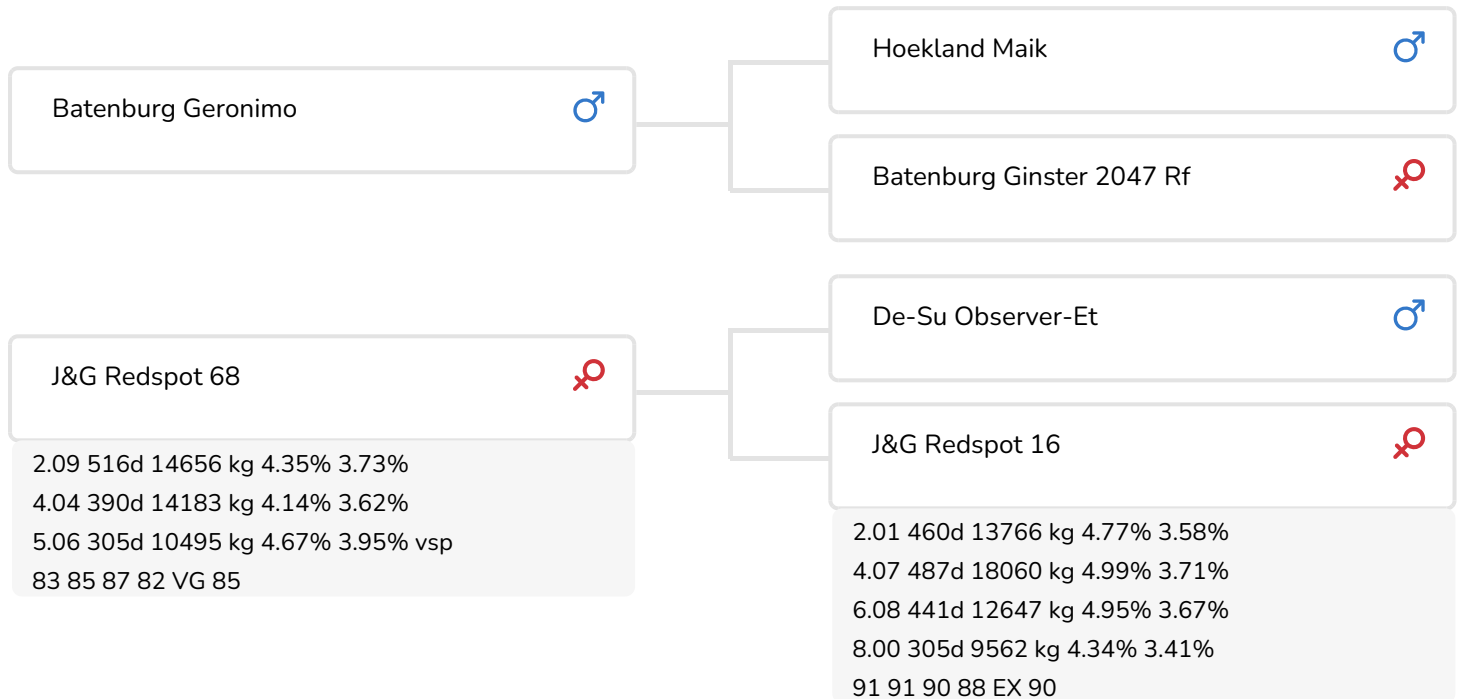 Hoekland Maik
Batenburg Geronimo
Batenburg Ginster 2047 Rf
De-Su Observer-Et
J&G Redspot 68
J&G Redspot 16
2.09 516d 14656 kg 4.35% 3.73%
4.04 390d 14183 kg 4.14% 3.62%
5.06 305d 10495 kg 4.67% 3.95% vsp
83 85 87 82 VG 85
2.01 460d 13766 kg 4.77% 3.58%
4.07 487d 18060 kg 4.99% 3.71%
6.08 441d 12647 kg 4.95% 3.67%
8.00 305d 9562 kg 4.34% 3.41%
91 91 90 88 EX 90